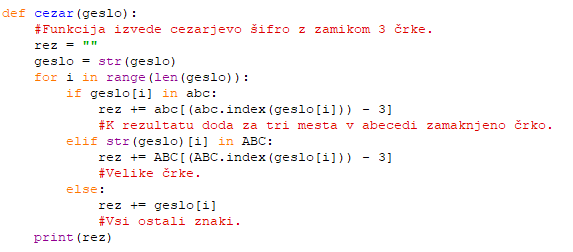 def cezar(geslo):
    #Funkcija izvede cezarjevo šifro z zamikom 3 črke.
    rez = ""
    geslo = str(geslo)
    for i in range(len(geslo)):
        if geslo[i] in abc:
            rez += abc[(abc.index(geslo[i])) - 3]
            #K rezultatu doda za tri mesta v abecedi zamaknjeno črko.
        elif str(geslo)[i] in ABC:
            rez += ABC[(ABC.index(geslo[i])) - 3]
            #Velike črke.
        else:
            rez += geslo[i]
            #Vsi ostali znaki.
    print(rez)